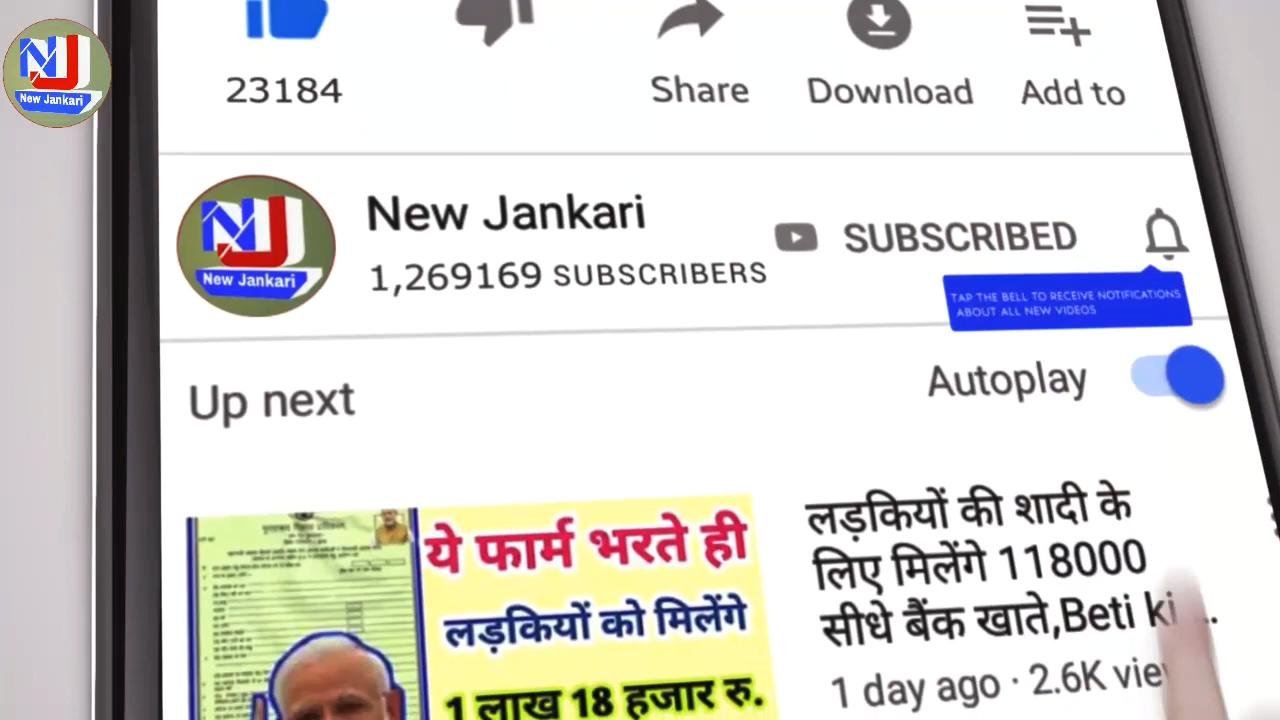 New Jankari
23184
Share
Download
Add to
New Jankari
New Jankari
1,269169 SUBSCRIBERS
SUBSCRIBED
TAP THE BELL TO RECEIVE NOTIFICATIONS
ABOUT ALL NEW VIDEOS
Up next
Autoplay
ये फार्म भरते ही
लड़कियों को मिलेंगे
1 लाख 18 हजार रु.
लड़कियों की शादी के
लिए मिलेंगे 118000
सीधे बैंक खाते,Beti ki ...
1 day ago · 2.6K